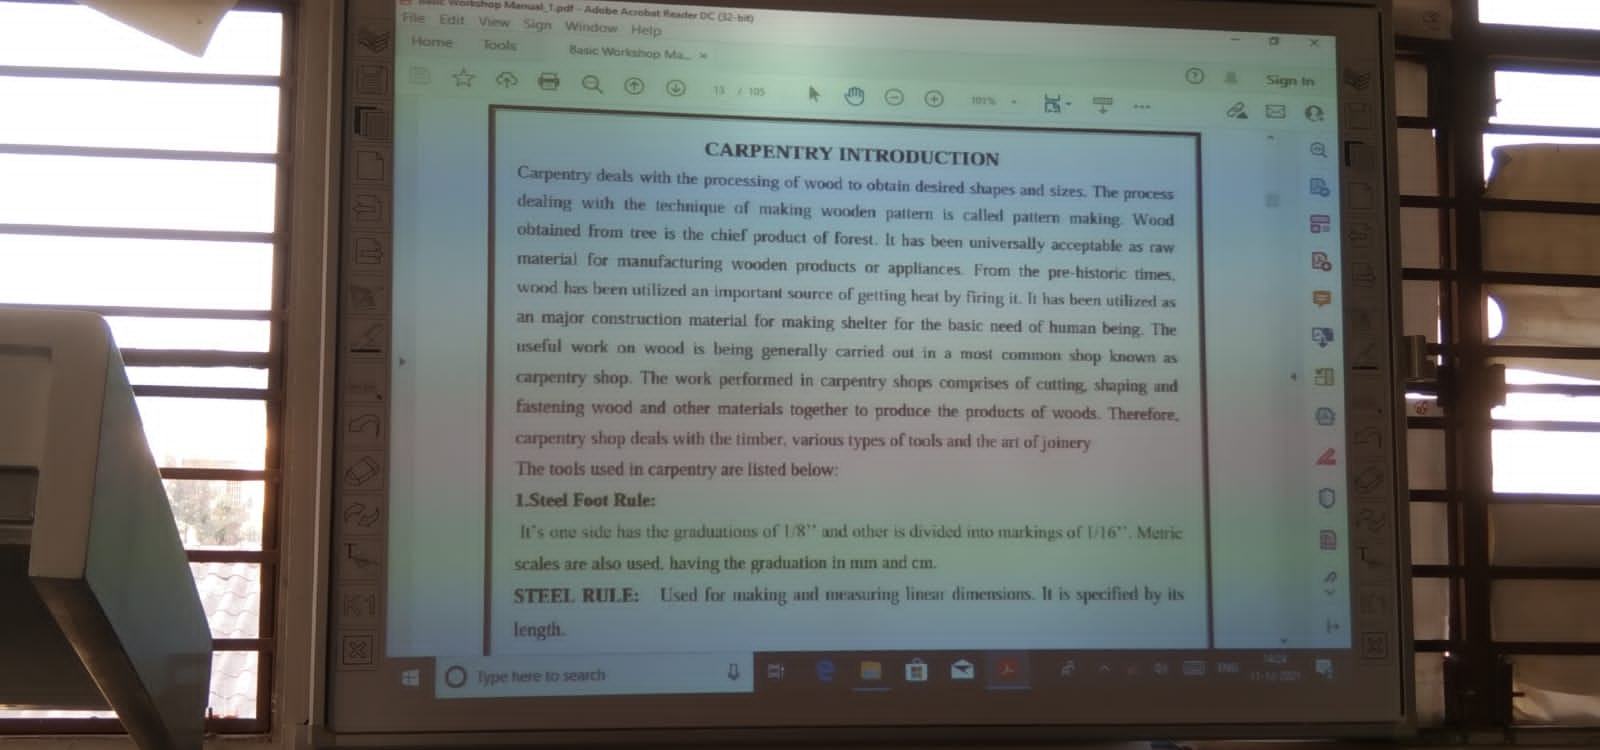 Basic Workshop Manual_1.pdf - Adobe Acrobat Reader DC (32-bit)
File Edit View Sign Window Help
Home Tools Basic Workshop Ma... ×
13 / 105 101% Sign In
CARPENTRY INTRODUCTION
Carpentry deals with the processing of wood to obtain desired shapes and sizes. The process
dealing with the technique of making wooden pattern is called pattern making. Wood
obtained from tree is the chief product of forest. It has been universally acceptable as raw
material for manufacturing wooden products or appliances. From the pre-historic times,
wood has been utilized an important source of getting heat by firing it. It has been utilized as
an major construction material for making shelter for the basic need of human being. The
useful work on wood is being generally carried out in a most common shop known as
carpentry shop. The work performed in carpentry shops comprises of cutting, shaping and
fastening wood and other materials together to produce the products of woods. Therefore,
carpentry shop deals with the timber, various types of tools and the art of joinery
The tools used in carpentry are listed below:
1.Steel Foot Rule:
It's one side has the graduations of 1/8'' and other is divided into markings of 1/16''. Metric
scales are also used, having the graduation in mm and cm.
STEEL RULE: Used for making and measuring linear dimensions. It is specified by its
length.
K1
Type here to search
ENG